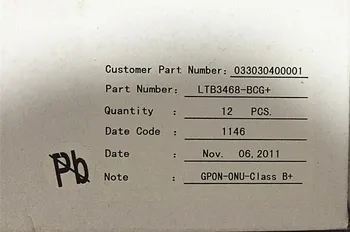 Customer Part Number: 033030400001
Part Number: LTB3468-BCG+
Quantity : 12 PCS.
Date Code : 1146
Date : Nov. 06,2011
Pb
Note : GPON-ONU-Class B+